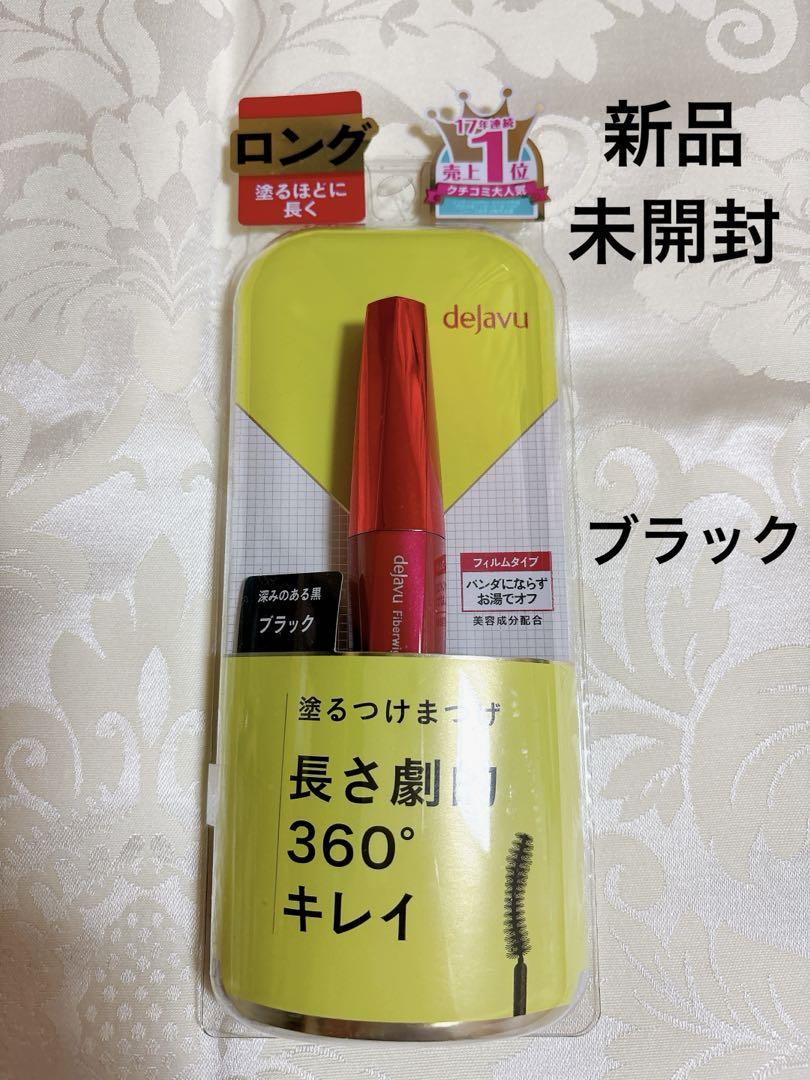 ロング
塗るほどに
長く
17年連続
売上1位
クチコミ大人気
新品
未開封
dejavu
ブラック
dejavu Fiberwig
フィルムタイプ
パンダにならず
お湯でオフ
美容成分配合
深みのある黒
ブラック
塗るつけまつげ
長さ劇的
360°
キレイ